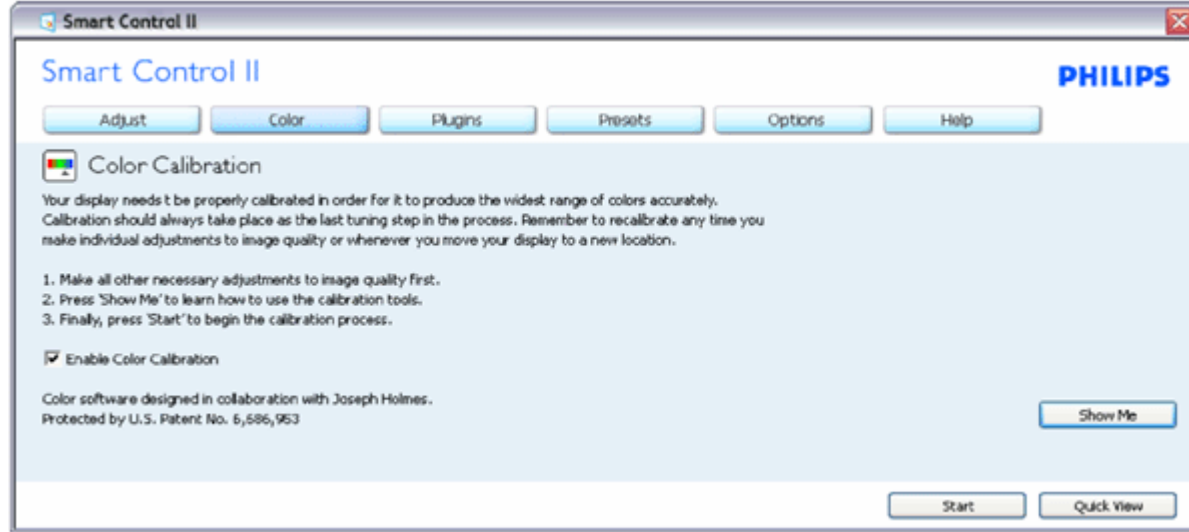 Smart Control II
Smart Control II
PHILIPS
Adjust Color Plugins Presets Options Help
Color Calibration
Your display needs t be properly calibrated in order for it to produce the widest range of colors accurately.
Calibration should always take place as the last tuning step in the process. Remember to recalibrate any time you
make individual adjustments to image quality or whenever you move your display to a new location.
1. Make all other necessary adjustments to image quality first.
2. Press 'Show Me' to learn how to use the calibration tools.
3. Finally, press 'Start' to begin the calibration process.
Enable Color Calibration
Color software designed in collaboration with Joseph Holmes.
Protected by U.S. Patent No. 6,686,953
Show Me
Start Quick View